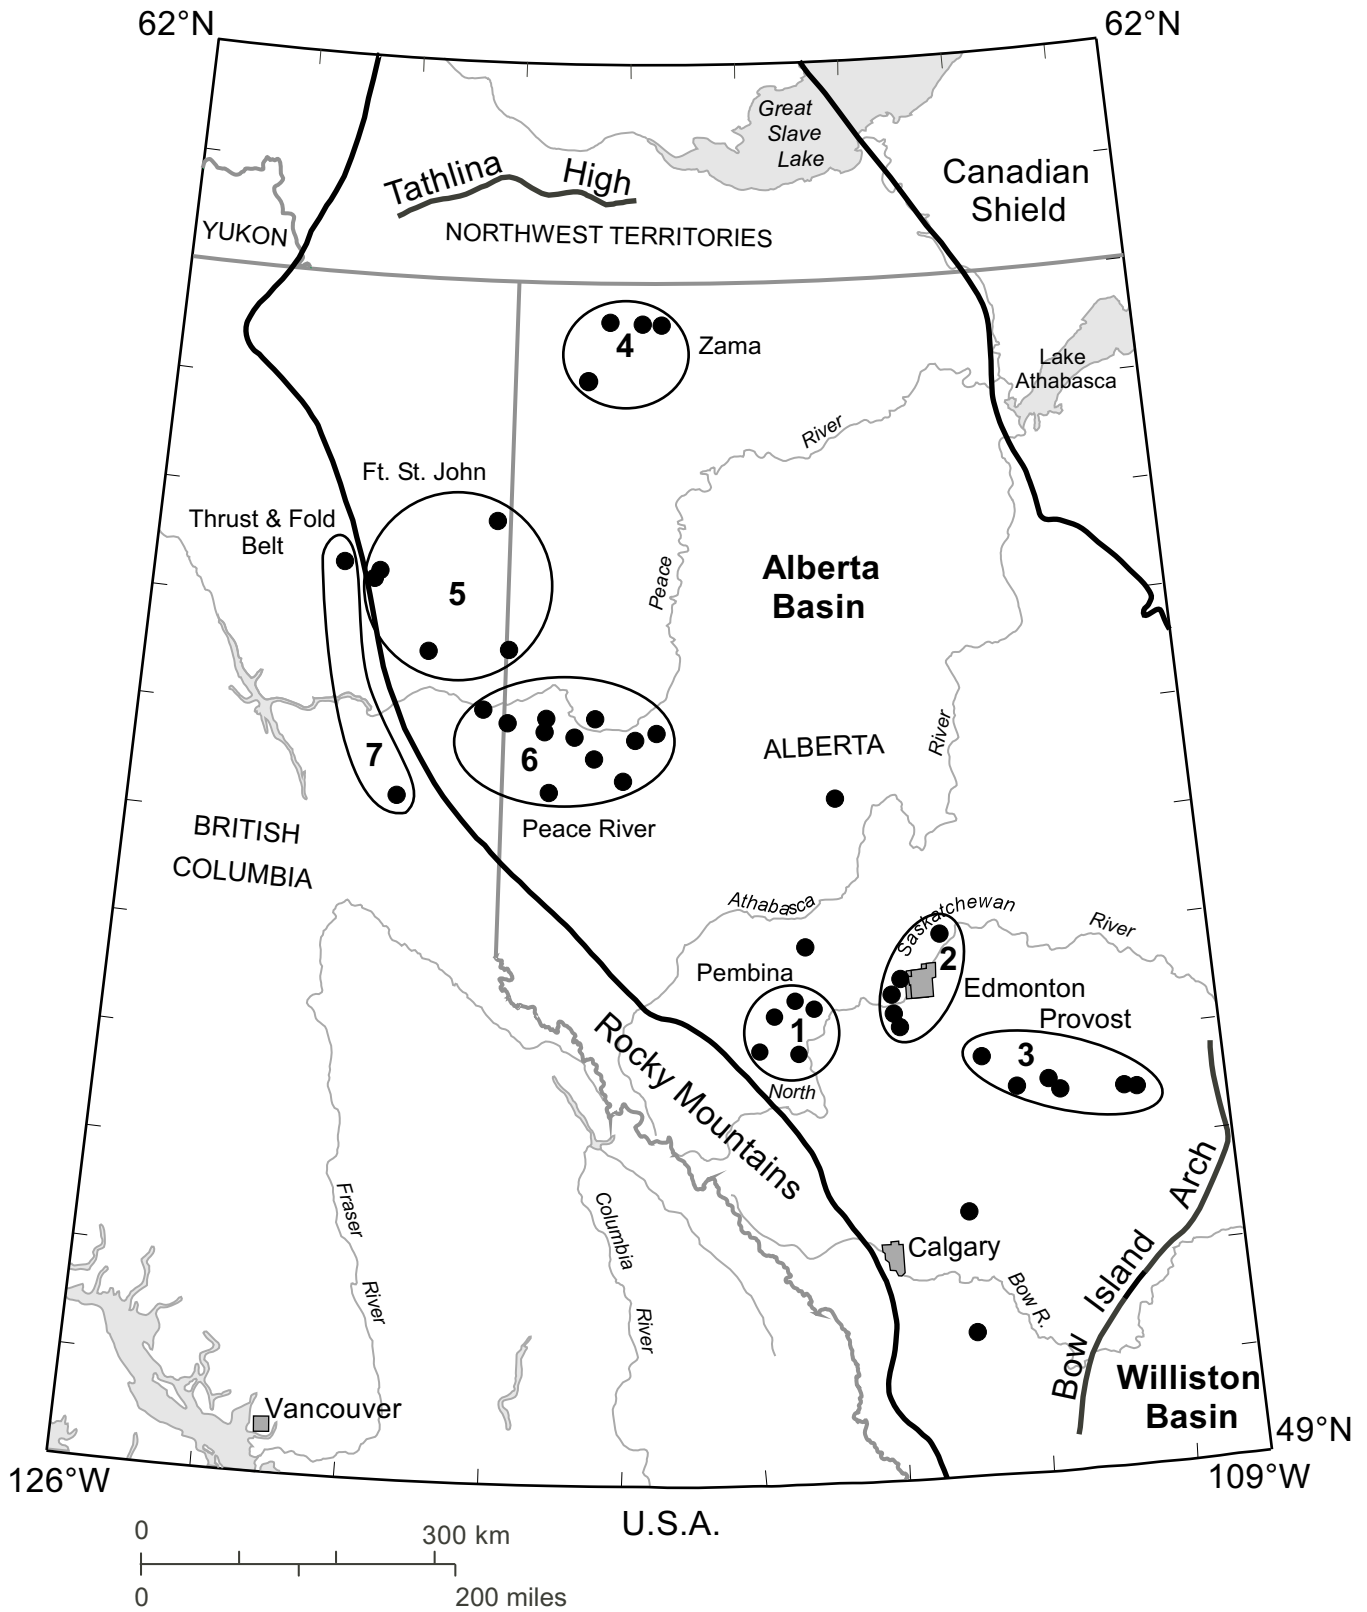 62°N
62°N
Great
Slave
Lake
Canadian
Shield
Tathlina High
YUKON
NORTHWEST TERRITORIES
4
Zama
Lake
Athabasca
River
Ft. St. John
Thrust & Fold
Belt
5
Peace
Alberta
Basin
River
ALBERTA
7
6
Peace River
BRITISH
COLUMBIA
Athabasca
Saskatchewan
River
Pembina
2
Edmonton
Provost
1
3
North
Rocky Mountains
Bow Island Arch
Fraser
River
Columbia
River
Calgary
Bow R.
Williston
Basin
Vancouver
49°N
126°W
109°W
U.S.A.
0
300 km
0
200 miles